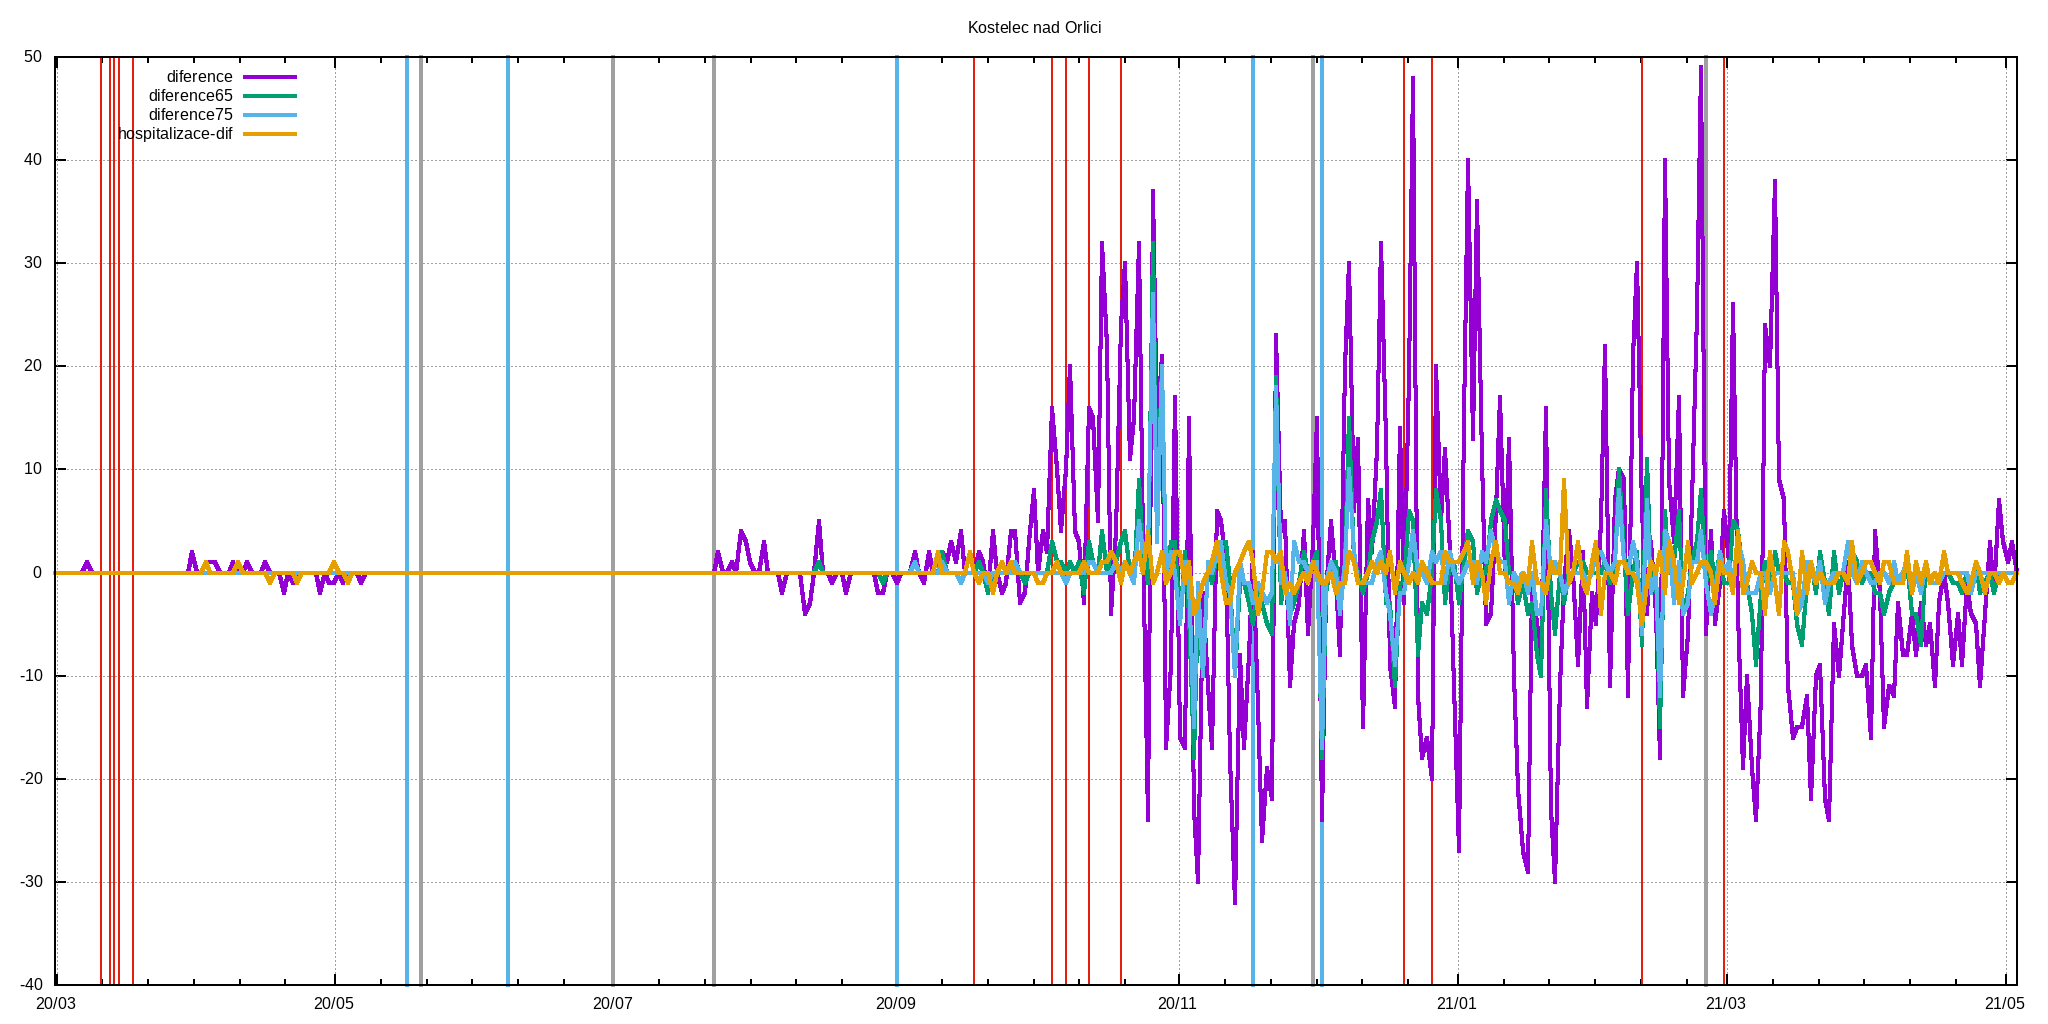 Kostelec nad Orlici
50
40
30
20
10
0
-10
-20
-30
-40
diference
diference65
diference75
hospitalizace-dif
20/03 20/05 20/07 20/09 20/11 21/01 21/03 21/05